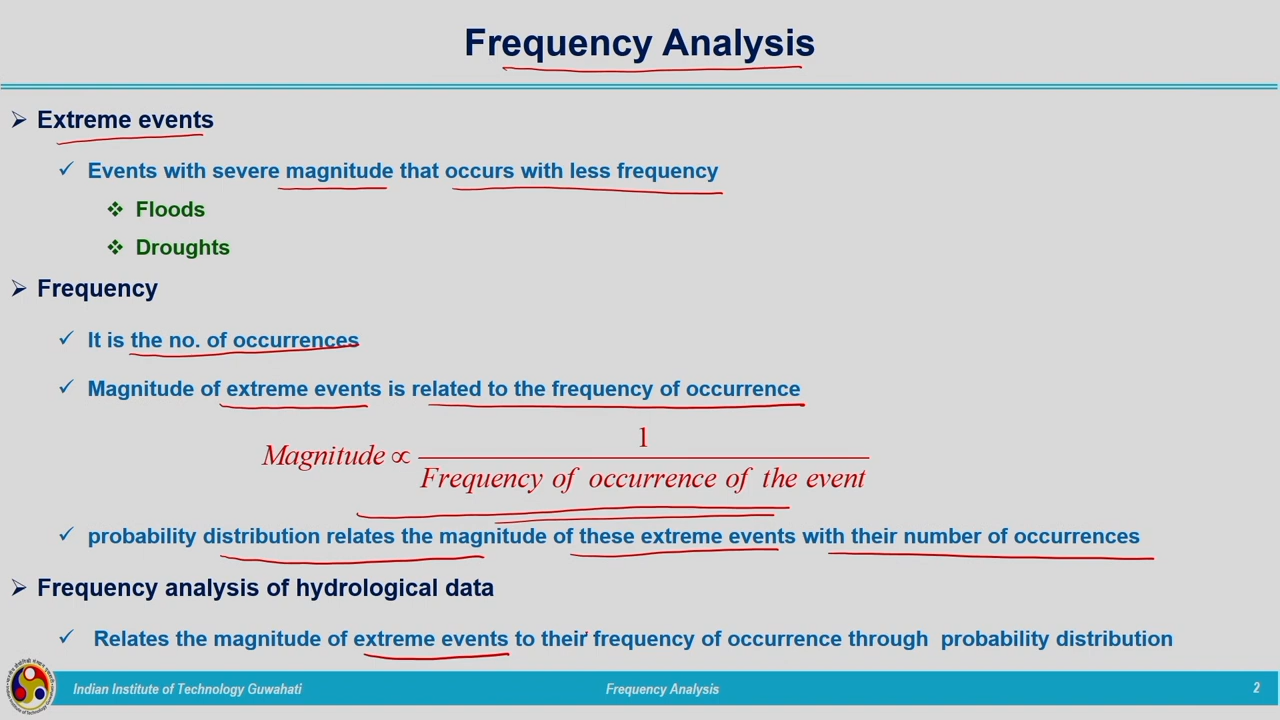 Frequency Analysis
Extreme events
Events with severe magnitude that occurs with less frequency
Floods
Droughts
Frequency
It is the no. of occurrences
Magnitude of extreme events is related to the frequency of occurrence
Magnitude ∝ 1 / Frequency of occurrence of the event
probability distribution relates the magnitude of these extreme events with their number of occurrences
Frequency analysis of hydrological data
Relates the magnitude of extreme events to their frequency of occurrence through probability distribution
Indian Institute of Technology Guwahati Frequency Analysis 2